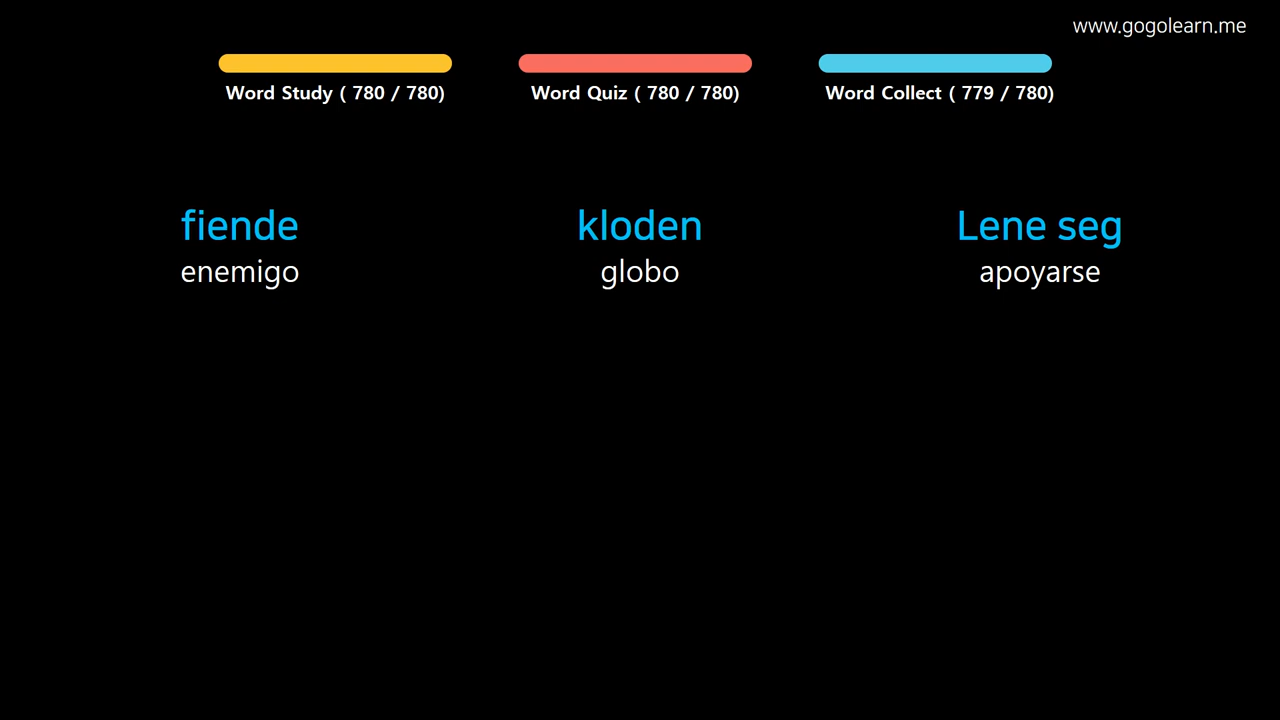 www.gogolearn.me
Word Study ( 780 / 780)
Word Quiz ( 780 / 780)
Word Collect ( 779 / 780)
fiende
enemigo
kloden
globo
Lene seg
apoyarse